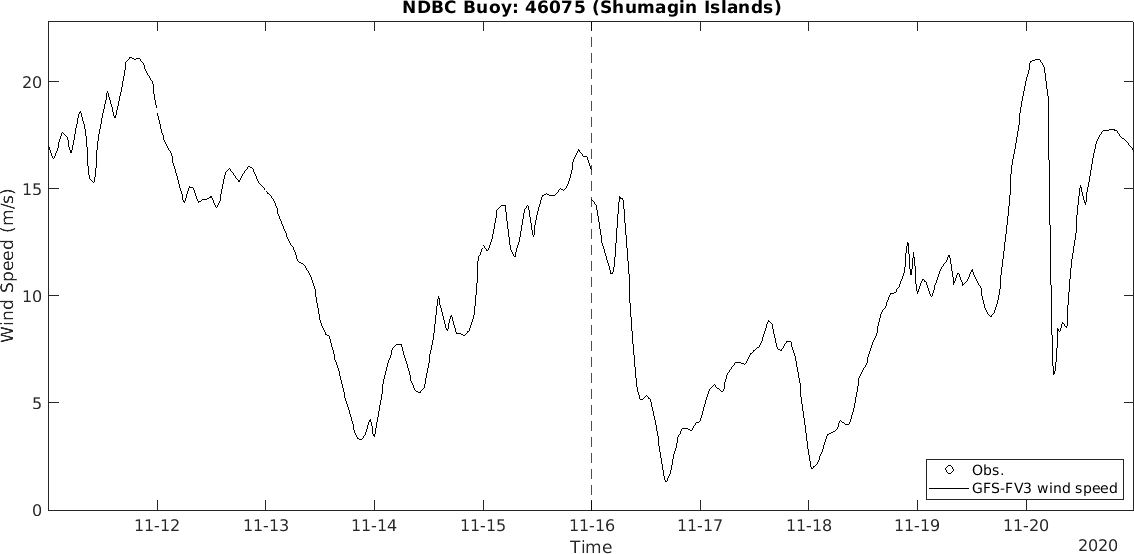 NDBC Buoy: 46075 (Shumagin Islands)
Wind Speed (m/s)
20
15
10
5
0
11-12 11-13 11-14 11-15 11-16 11-17 11-18 11-19 11-20
Time
2020
Obs.
GFS-FV3 wind speed